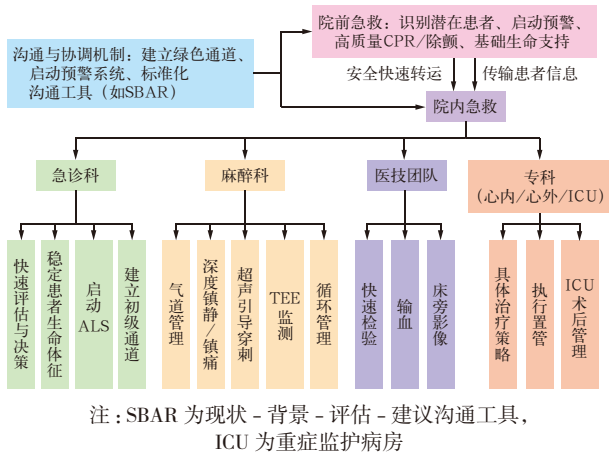 院前急救：识别潜在患者、启动预警、
高质量CPR/除颤、基础生命支持
沟通与协调机制：建立绿色通道、
启动预警系统、标准化
沟通工具（如SBAR）
安全快速转运
传输患者信息
院内急救
急诊科
麻醉科
医技团队
专科
（心内/心外/ICU）
快速评估与决策
稳定患者生命体征
启动ALS
建立初级通道
气道管理
深度镇静/镇痛
超声引导穿刺
TEE监测
循环管理
快速检验
输血
床旁影像
具体治疗策略
执行置管
ICU术后管理
注：SBAR 为现状－背景－评估－建议沟通工具，
ICU 为重症监护病房